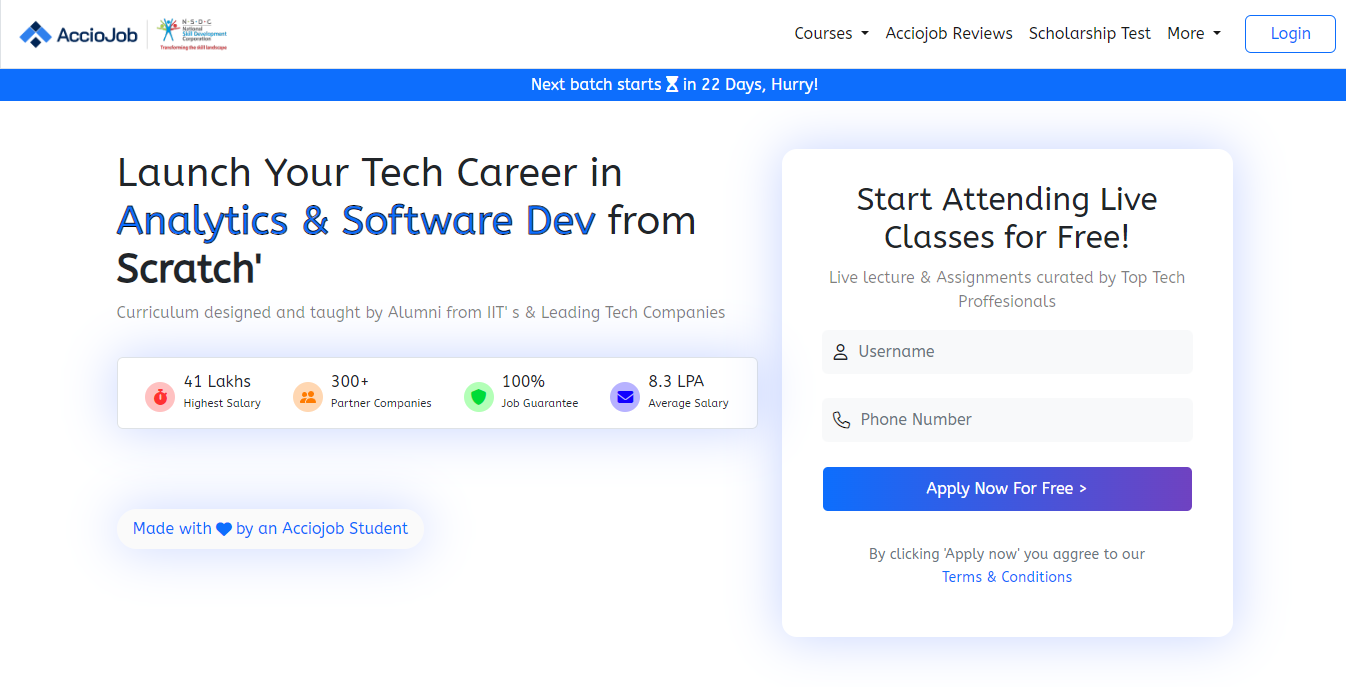 AccioJob
N·S·D·C
National
Skill Development
Corporation
Transforming the skill landscape
Courses
Acciojob Reviews
Scholarship Test
More
Login
Next batch starts in 22 Days, Hurry!
Launch Your Tech Career in
Analytics & Software Dev from
Scratch'
Curriculum designed and taught by Alumni from IIT' s & Leading Tech Companies
41 Lakhs
Highest Salary
300+
Partner Companies
100%
Job Guarantee
8.3 LPA
Average Salary
Made with by an Acciojob Student
Start Attending Live
Classes for Free!
Live lecture & Assignments curated by Top Tech
Proffesionals
Username
Phone Number
Apply Now For Free >
By clicking 'Apply now' you aggree to our
Terms & Conditions